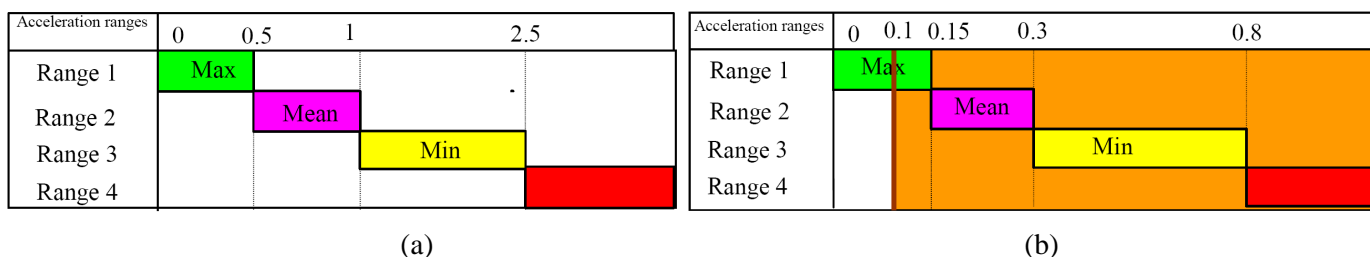 Acceleration ranges 0 0.5 1 2.5
Range 1 Max
Range 2 Mean
Range 3 Min
Range 4
(a)
Acceleration ranges 0 0.1 0.15 0.3 0.8
Range 1 Max
Range 2 Mean
Range 3 Min
Range 4
(b)